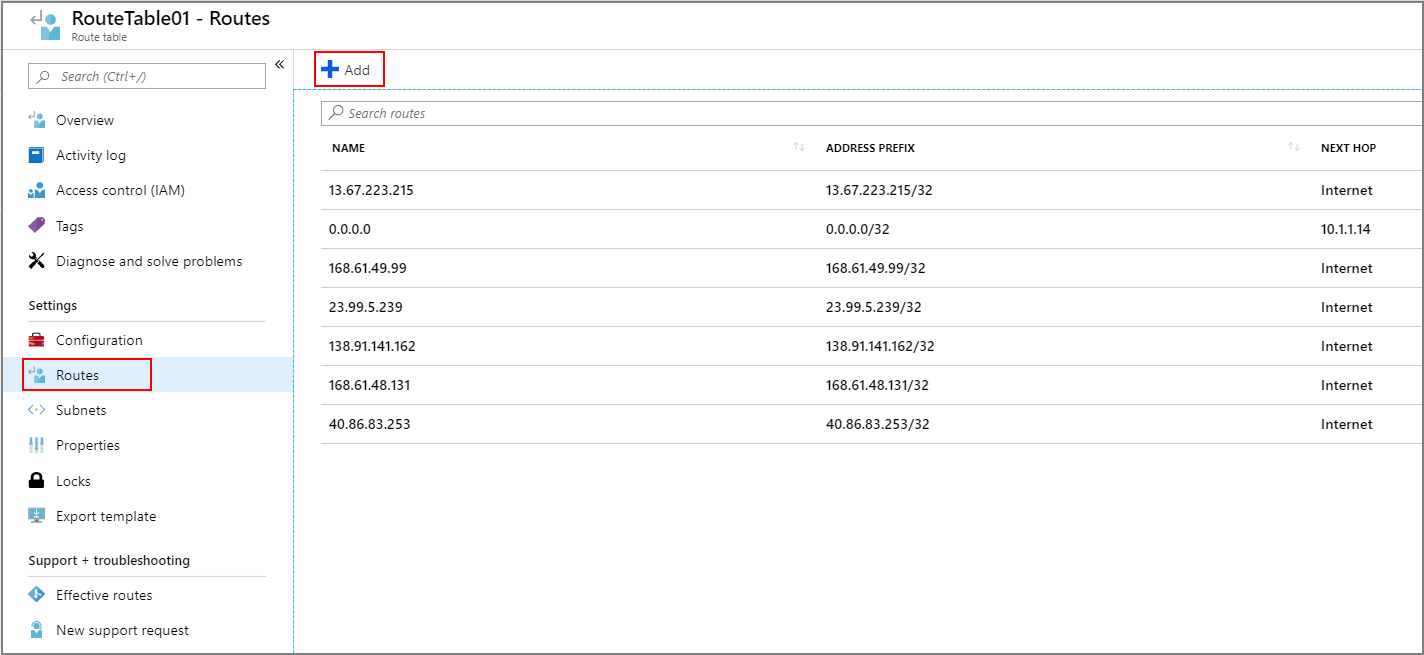 RouteTable01 - Routes
Route table
Search (Ctrl+/)
«
Overview
Activity log
Access control (IAM)
Tags
Diagnose and solve problems
Settings
Configuration
Routes
Subnets
Properties
Locks
Export template
Support + troubleshooting
Effective routes
New support request
Add
Search routes
NAME ADDRESS PREFIX NEXT HOP
13.67.223.215 13.67.223.215/32 Internet
0.0.0.0 0.0.0.0/32 10.1.1.14
168.61.49.99 168.61.49.99/32 Internet
23.99.5.239 23.99.5.239/32 Internet
138.91.141.162 138.91.141.162/32 Internet
168.61.48.131 168.61.48.131/32 Internet
40.86.83.253 40.86.83.253/32 Internet